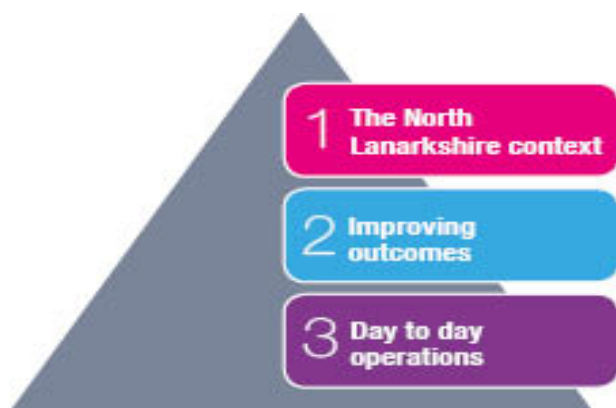 1 The North
Lanarkshire context
2 Improving
outcomes
3 Day to day
operations